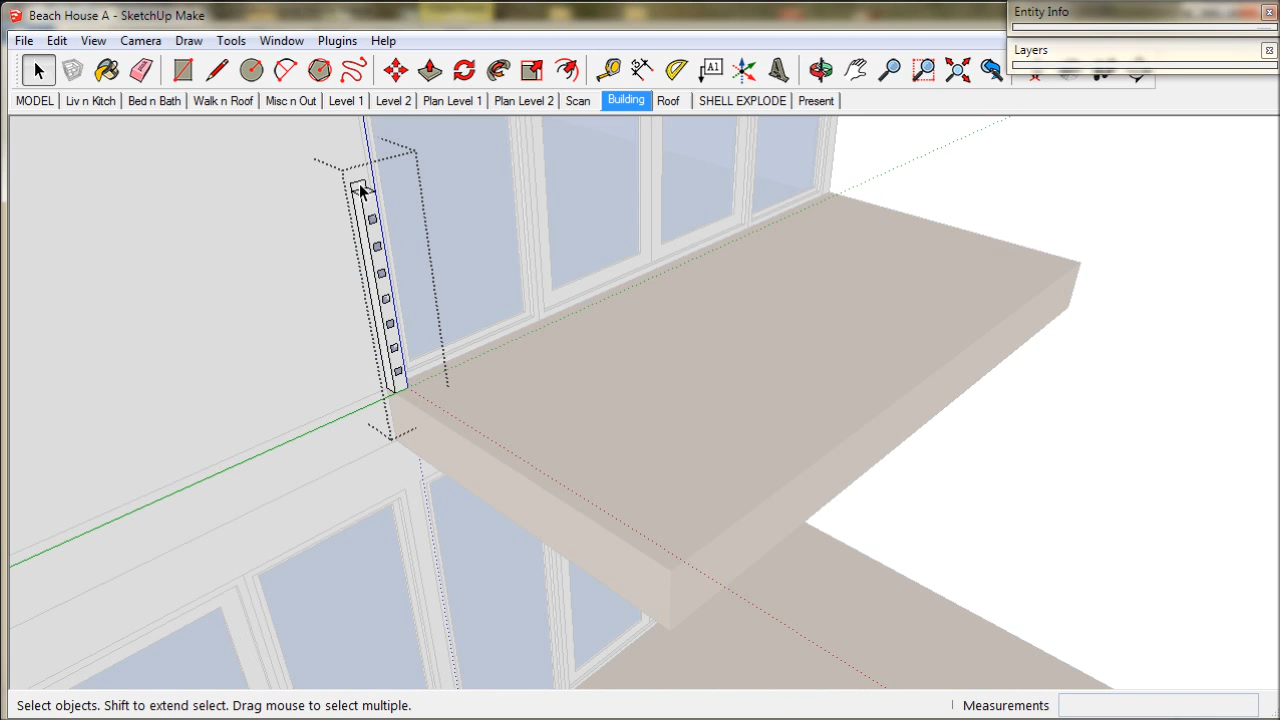 Beach House A - SketchUp Make
Entity Info
File Edit View Camera Draw Tools Window Plugins Help
Layers
A1
MODEL Liv n Kitch Bed n Bath Walk n Roof Misc n Out Level 1 Level 2 Plan Level 1 Plan Level 2 Scan Building Roof SHELL EXPLODE Present
Select objects. Shift to extend select. Drag mouse to select multiple.
Measurements